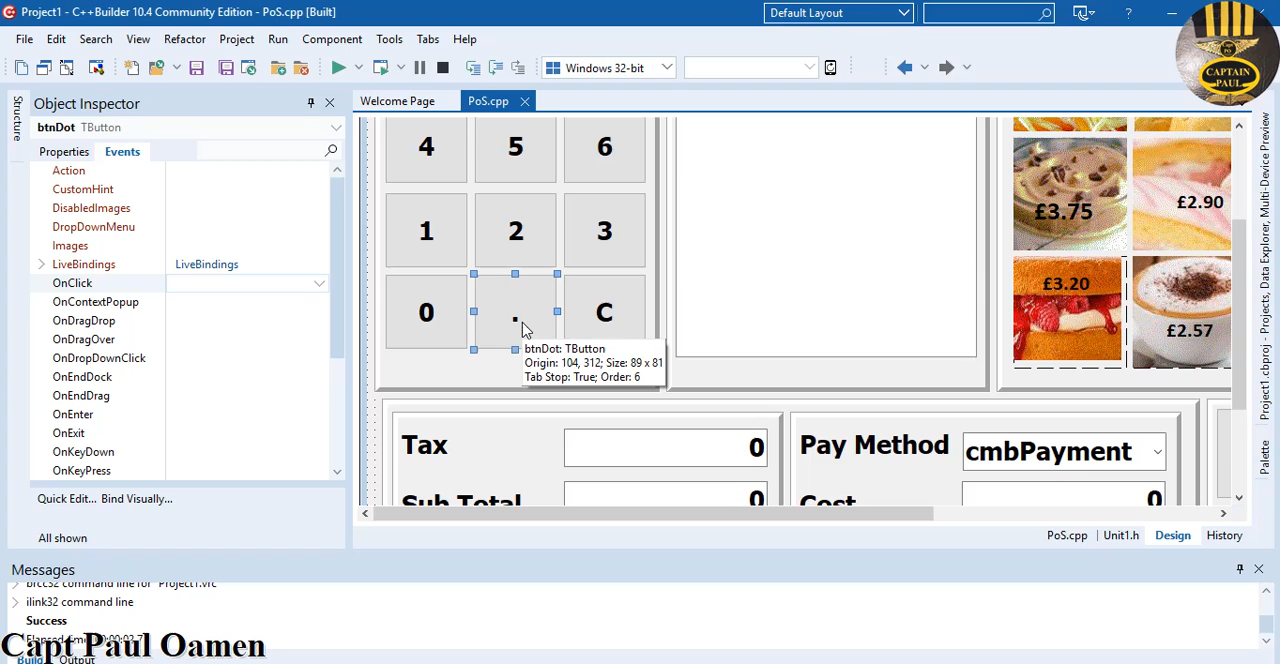 Project1 - C++Builder 10.4 Community Edition - PoS.cpp [Built]
Default Layout
?
File Edit Search View Refactor Project Run Component Tools Tabs Help
Windows 32-bit
CAPTAIN
PAUL
Structure
Object Inspector
btnDot TButton
Properties Events
Action
CustomHint
DisabledImages
DropDownMenu
Images
LiveBindings LiveBindings
OnClick
OnContextPopup
OnDragDrop
OnDragOver
OnDropDownClick
OnEndDock
OnEndDrag
OnEnter
OnExit
OnKeyDown
OnKeyPress
Quick Edit... Bind Visually...
All shown
Welcome Page PoS.cpp
4 5 6
1 2 3
0 . C
btnDot: TButton
Origin: 104, 312; Size: 89 x 81
Tab Stop: True; Order: 6
£3.75 £2.90
£3.20
£2.57
Tax 0
Sub Total 0
Pay Method cmbPayment
Cost 0
Project1.cbproj - Projects, Data Explorer, Multi-Device Preview
Palette
PoS.cpp Unit1.h Design History
Messages
brcc32 command line for "Project1.vrc"
ilink32 command line
Success
Capt Paul Oamen
Build Output